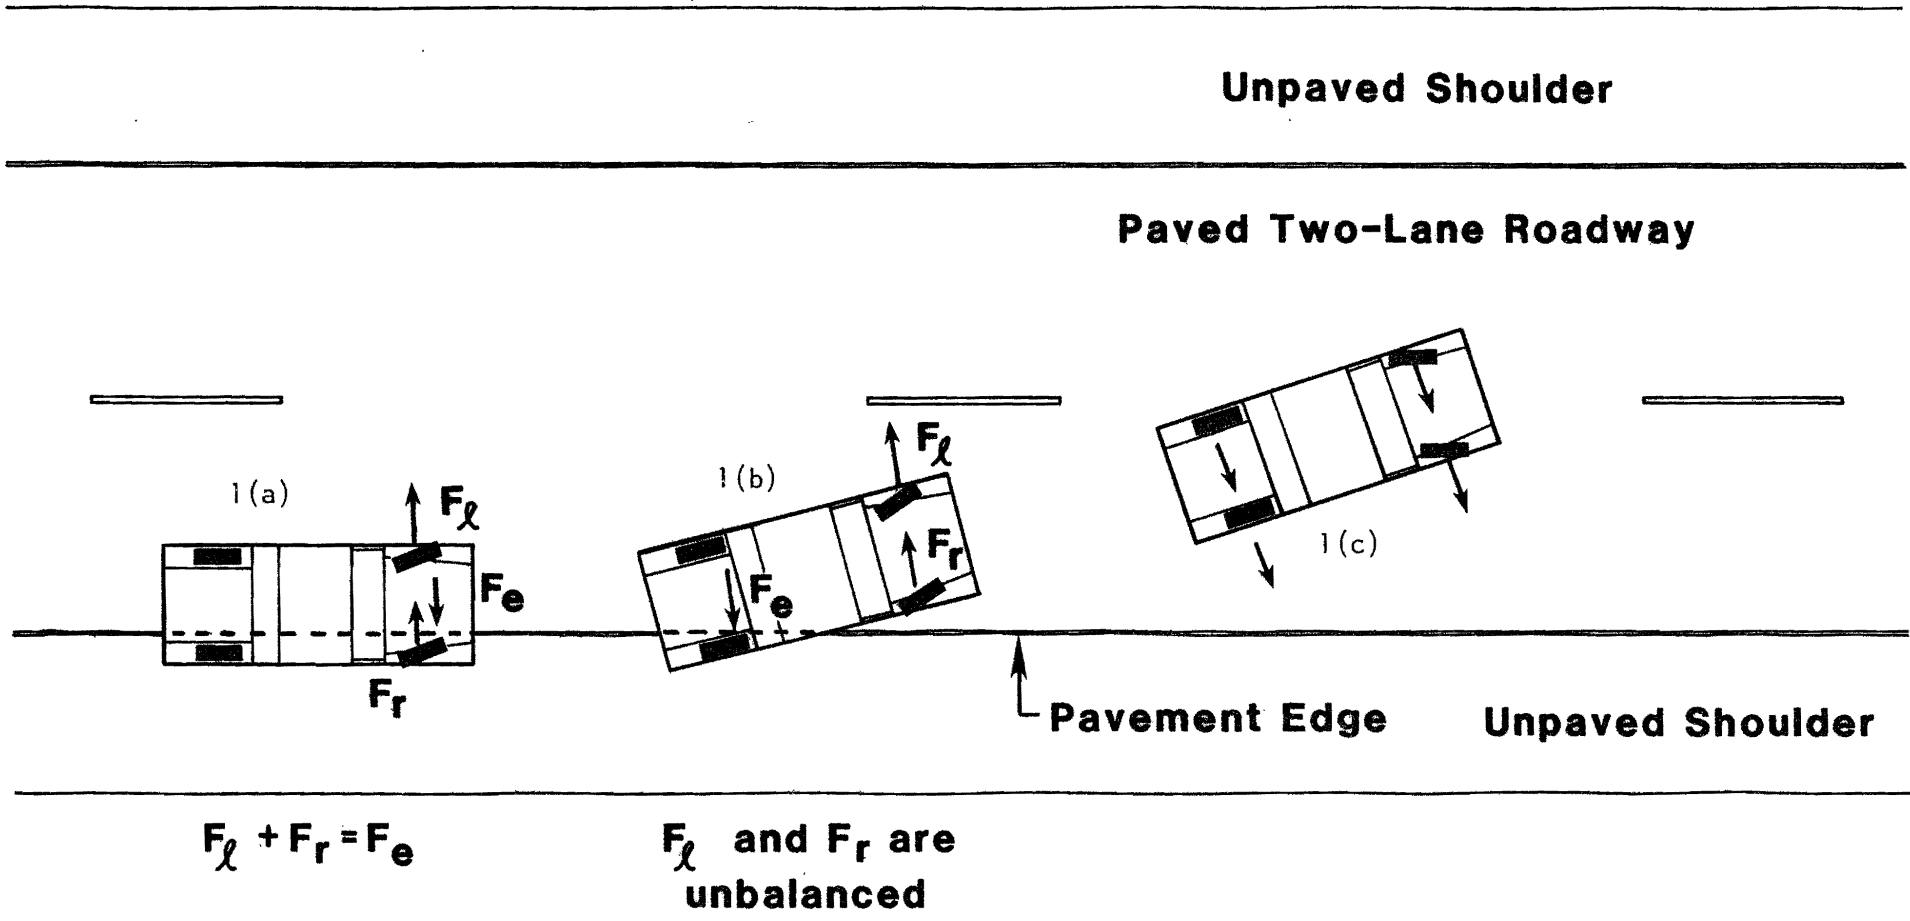 Unpaved Shoulder
Paved Two-Lane Roadway
1(a)
Fℓ
Fe
Fr
1(b)
Fℓ
Fr
Fe
1(c)
Pavement Edge
Unpaved Shoulder
Fℓ + Fr = Fe
Fℓ and Fr are
unbalanced